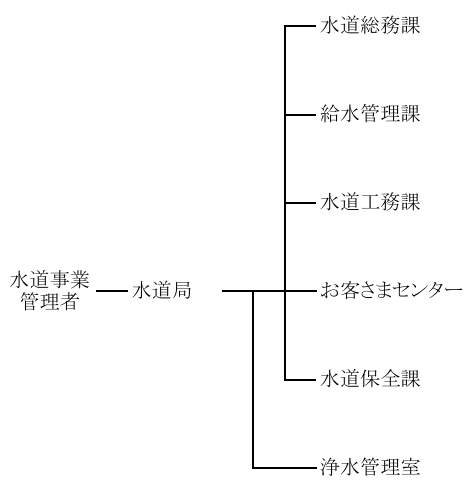 水道総務課
給水管理課
水道工務課
水道事業
管理者
水道局
お客さまセンター
水道保全課
浄水管理室